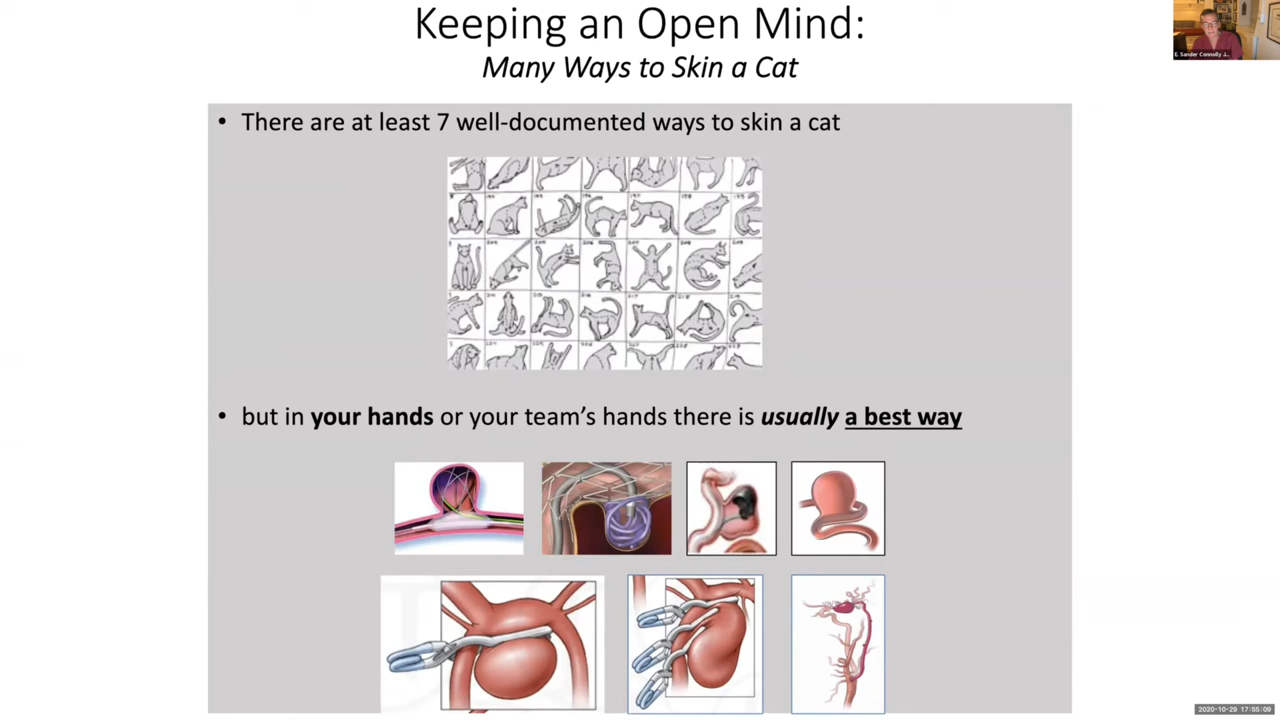 Keeping an Open Mind:
Many Ways to Skin a Cat
E. Sander Connolly J...
• There are at least 7 well-documented ways to skin a cat
• but in your hands or your team's hands there is usually a best way
2020-10-29 17:55:09